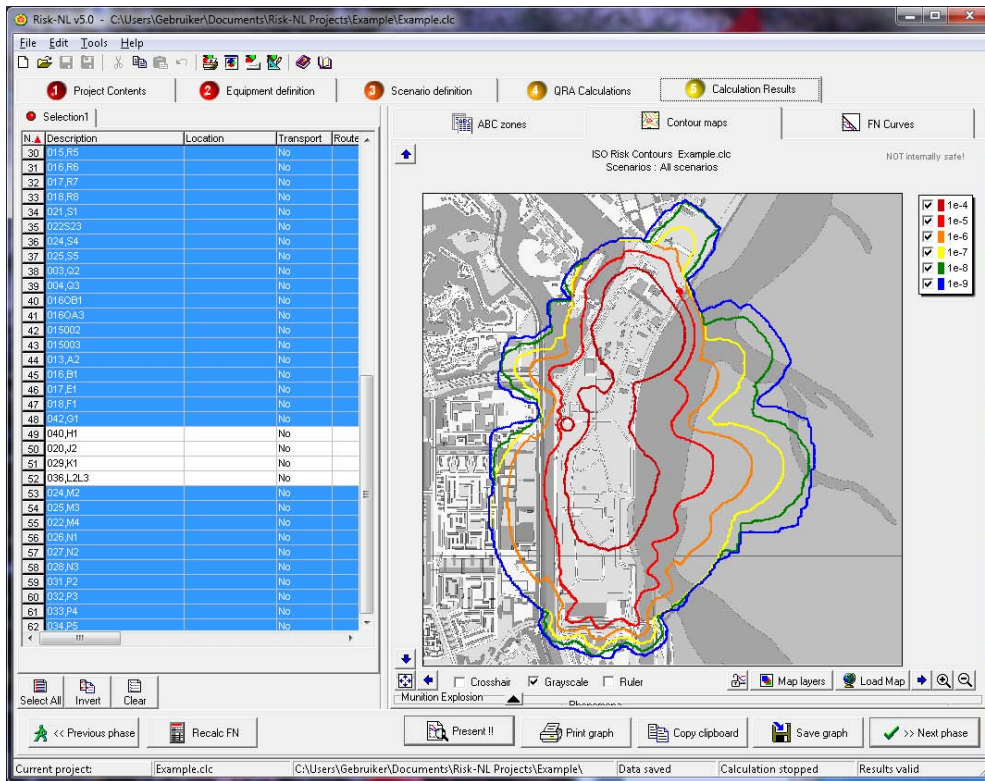 Risk-NL v5.0 - C:\Users\Gebruiker\Documents\Risk-NL Projects\Example\Example.clc
File Edit Tools Help
1 Project Contents 2 Equipment definition 3 Scenario definition 4 QRA Calculations 5 Calculation Results
Selection1
N. Description Location Transport Route
30 015,R5 No
31 016,R6 No
32 017,R7 No
33 018,R8 No
34 021,S1 No
35 022S23 No
36 024,S4 No
37 025,S5 No
38 003,Q2 No
39 004,Q3 No
40 016OB1 No
41 016OA3 No
42 015002 No
43 015003 No
44 013,A2 No
45 016,B1 No
46 017,E1 No
47 018,F1 No
48 042,G1 No
49 040,H1 No
50 020,J2 No
51 029,K1 No
52 036,L2L3 No
53 024,M2 No
54 025,M3 No
55 022,M4 No
56 026,N1 No
57 027,N2 No
58 028,N3 No
59 031,P2 No
60 032,P3 No
61 033,P4 No
62 034,P5 No
Select All Invert Clear
ABC zones Contour maps FN Curves
ISO Risk Contours Example.clc
Scenarios : All scenarios
NOT internally safe!
1e-4
1e-5
1e-6
1e-7
1e-8
1e-9
Crosshair Grayscale Ruler Map layers Load Map
Munition Explosion Phenomena
<< Previous phase Recalc FN Present !! Print graph Copy clipboard Save graph >> Next phase
Current project: Example.clc C:\Users\Gebruiker\Documents\Risk-NL Projects\Example\ Data saved Calculation stopped Results valid